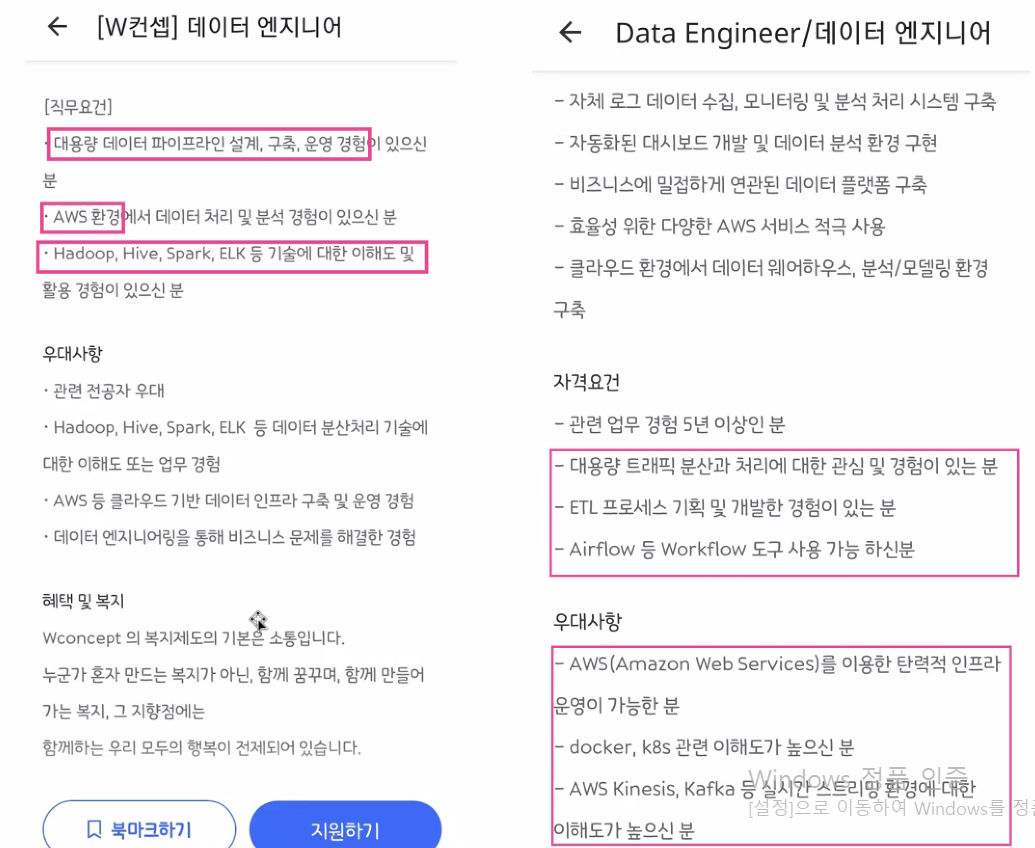 [W컨셉] 데이터 엔지니어
[직무요건]
· 대용량 데이터 파이프라인 설계, 구축, 운영 경험이 있으신
분
· AWS 환경에서 데이터 처리 및 분석 경험이 있으신 분
· Hadoop, Hive, Spark, ELK 등 기술에 대한 이해도 및
활용 경험이 있으신 분
우대사항
· 관련 전공자 우대
· Hadoop, Hive, Spark, ELK 등 데이터 분산처리 기술에
대한 이해도 또는 업무 경험
· AWS 등 클라우드 기반 데이터 인프라 구축 및 운영 경험
· 데이터 엔지니어링을 통해 비즈니스 문제를 해결한 경험
혜택 및 복지
Wconcept 의 복지제도의 기본은 소통입니다.
누군가 혼자 만드는 복지가 아닌, 함께 꿈꾸며, 함께 만들어
가는 복지, 그 지향점에는
함께하는 우리 모두의 행복이 전제되어 있습니다.
북마크하기
지원하기
Data Engineer/데이터 엔지니어
- 자체 로그 데이터 수집, 모니터링 및 분석 처리 시스템 구축
- 자동화된 대시보드 개발 및 데이터 분석 환경 구현
- 비즈니스에 밀접하게 연관된 데이터 플랫폼 구축
- 효율성 위한 다양한 AWS 서비스 적극 사용
- 클라우드 환경에서 데이터 웨어하우스, 분석/모델링 환경
구축
자격요건
- 관련 업무 경험 5년 이상인 분
- 대용량 트래픽 분산과 처리에 대한 관심 및 경험이 있는 분
- ETL 프로세스 기획 및 개발한 경험이 있는 분
- Airflow 등 Workflow 도구 사용 가능 하신분
우대사항
- AWS(Amazon Web Services)를 이용한 탄력적 인프라
운영이 가능한 분
- docker, k8s 관련 이해도가 높으신 분
- AWS Kinesis, Kafka 등 실시간 스트리밍 환경에 대한
이해도가 높으신 분
Windows 정품 인증
[설정]으로 이동하여 Windows를